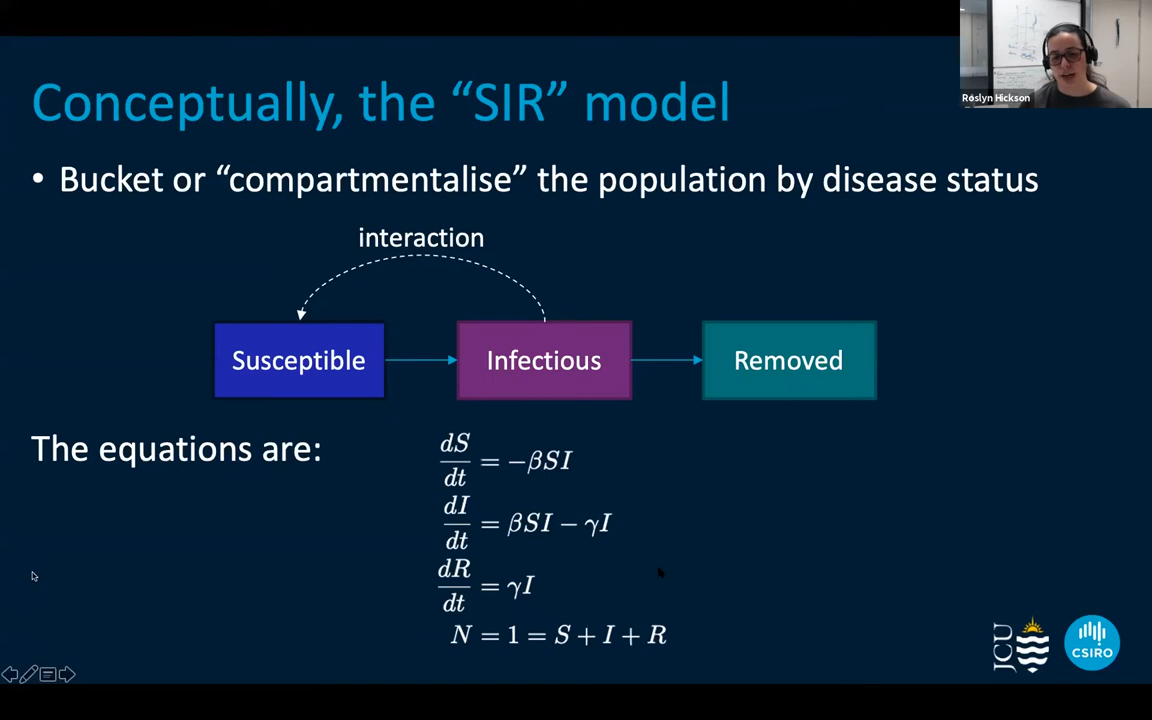 Conceptually, the “SIR” model
Roslyn Hickson
• Bucket or “compartmentalise” the population by disease status
interaction
Susceptible
Infectious
Removed
The equations are:
dS/dt = −βSI
dI/dt = βSI − γI
dR/dt = γI
N = 1 = S + I + R
JCU
CSIRO